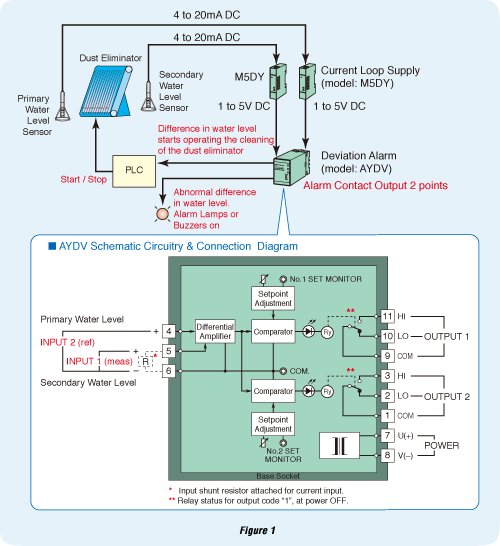 4 to 20mA DC
4 to 20mA DC
Dust Eliminator
Secondary
Water
Level
Sensor
M5DY
Current Loop Supply
(model: M5DY)
Primary
Water
Level
Sensor
1 to 5V DC
1 to 5V DC
Difference in water level
starts operating the cleaning
of the dust eliminator
Deviation Alarm
(model: AYDV)
Alarm Contact Output 2 points
PLC
Start / Stop
Abnormal difference
in water level.
Alarm Lamps or
Buzzers on
AYDV Schematic Circuitry & Connection Diagram
No.1 SET MONITOR
Setpoint
Adjustment
Primary Water Level
INPUT 2 (ref)
INPUT 1 (meas)
Secondary Water Level
+
+
−
R
*
4
5
6
Differential
Amplifier
Comparator
Ry
**
11 HI
10 LO
9 COM
OUTPUT 1
COM.
Comparator
Ry
**
3 HI
2 LO
1 COM
OUTPUT 2
Setpoint
Adjustment
No.2 SET
MONITOR
7 U(+)
8 V(−)
POWER
Base Socket
* Input shunt resistor attached for current input.
** Relay status for output code “1”, at power OFF.
Figure 1